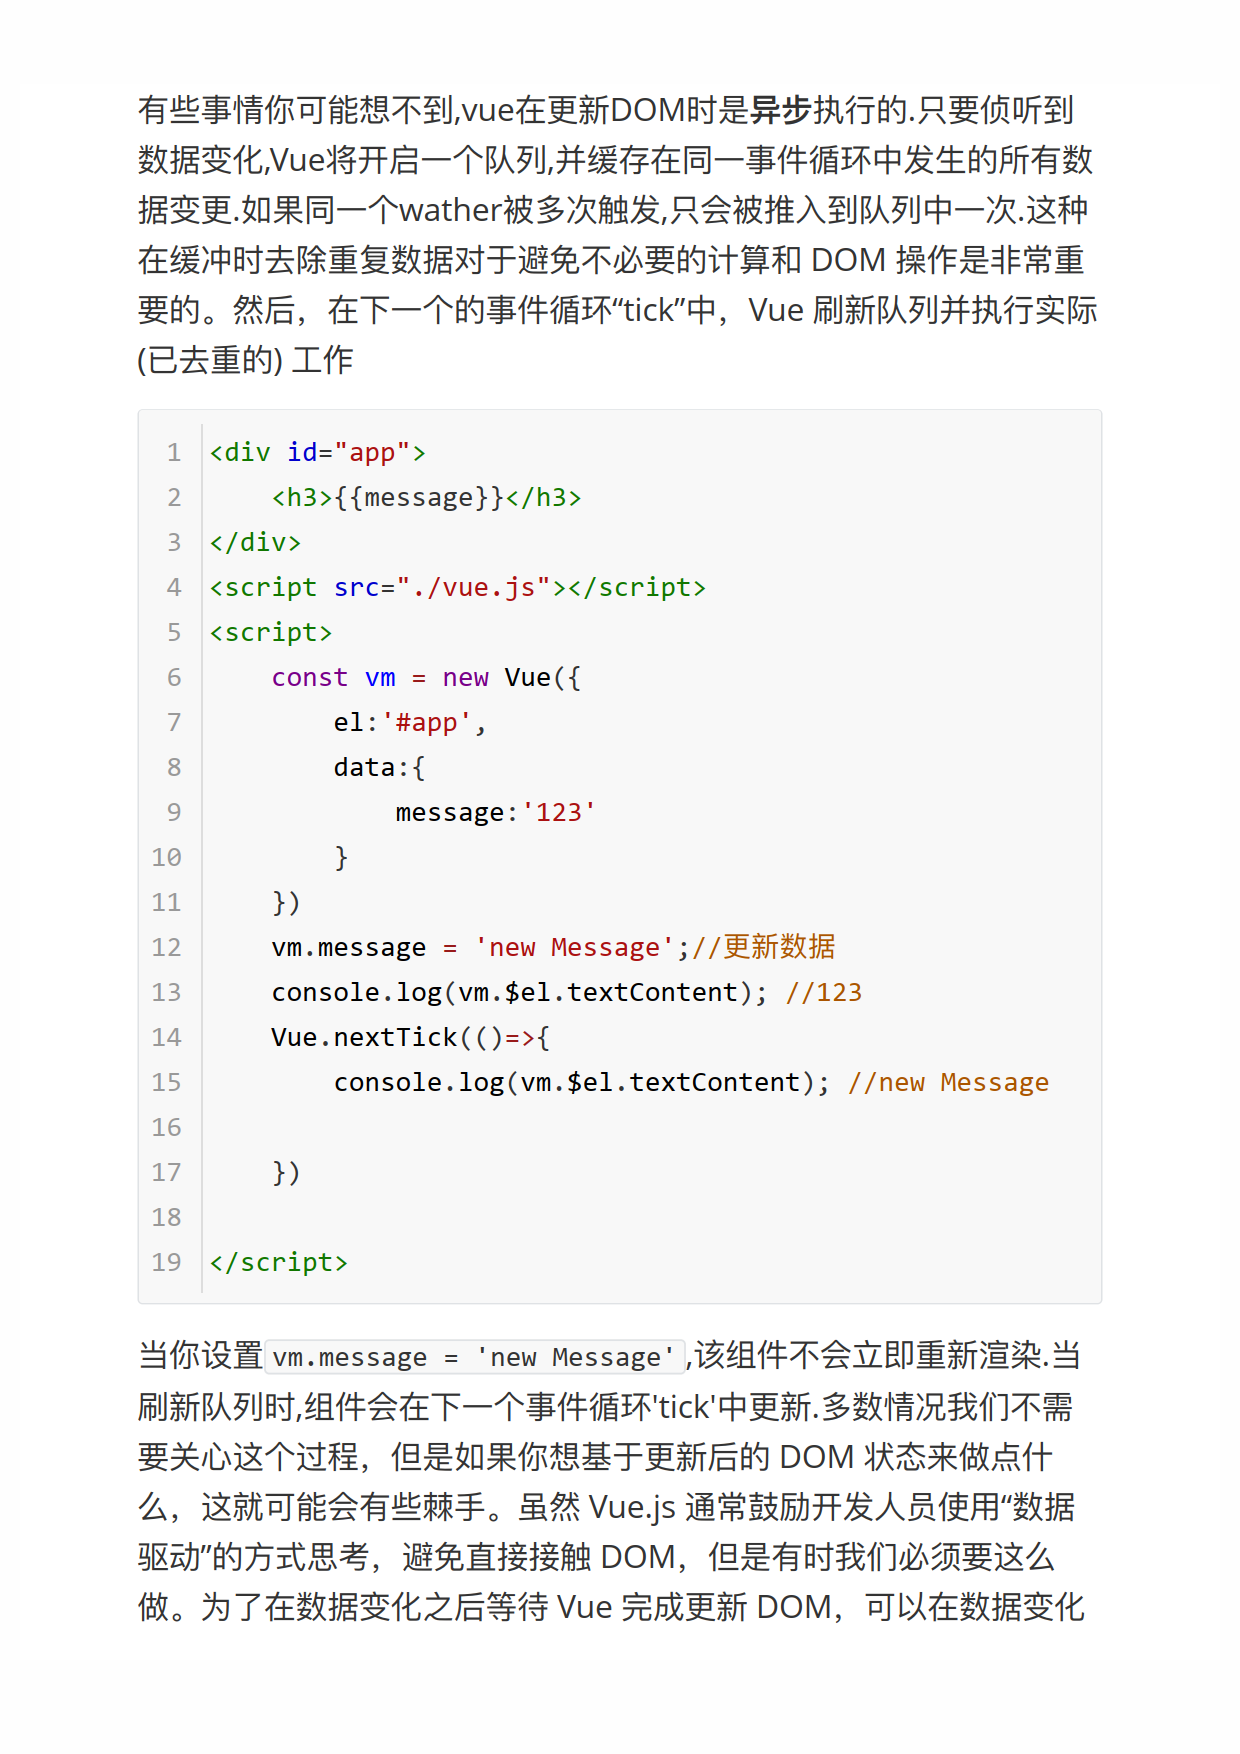 有些事情你可能想不到,vue在更新DOM时是异步执行的.只要侦听到
数据变化,Vue将开启一个队列,并缓存在同一事件循环中发生的所有数
据变更.如果同一个wather被多次触发,只会被推入到队列中一次.这种
在缓冲时去除重复数据对于避免不必要的计算和 DOM 操作是非常重
要的。然后，在下一个的事件循环“tick”中，Vue 刷新队列并执行实际
(已去重的) 工作
1 <div id="app">
2     <h3>{{message}}</h3>
3 </div>
4 <script src="./vue.js"></script>
5 <script>
6     const vm = new Vue({
7         el:'#app',
8         data:{
9             message:'123'
10         }
11     })
12     vm.message = 'new Message';//更新数据
13     console.log(vm.$el.textContent); //123
14     Vue.nextTick(()=>{
15         console.log(vm.$el.textContent); //new Message
16
17     })
18
19 </script>
当你设置vm.message = 'new Message',该组件不会立即重新渲染.当
刷新队列时,组件会在下一个事件循环'tick'中更新.多数情况我们不需
要关心这个过程，但是如果你想基于更新后的 DOM 状态来做点什
么，这就可能会有些棘手。虽然 Vue.js 通常鼓励开发人员使用“数据
驱动”的方式思考，避免直接接触 DOM，但是有时我们必须要这么
做。为了在数据变化之后等待 Vue 完成更新 DOM，可以在数据变化